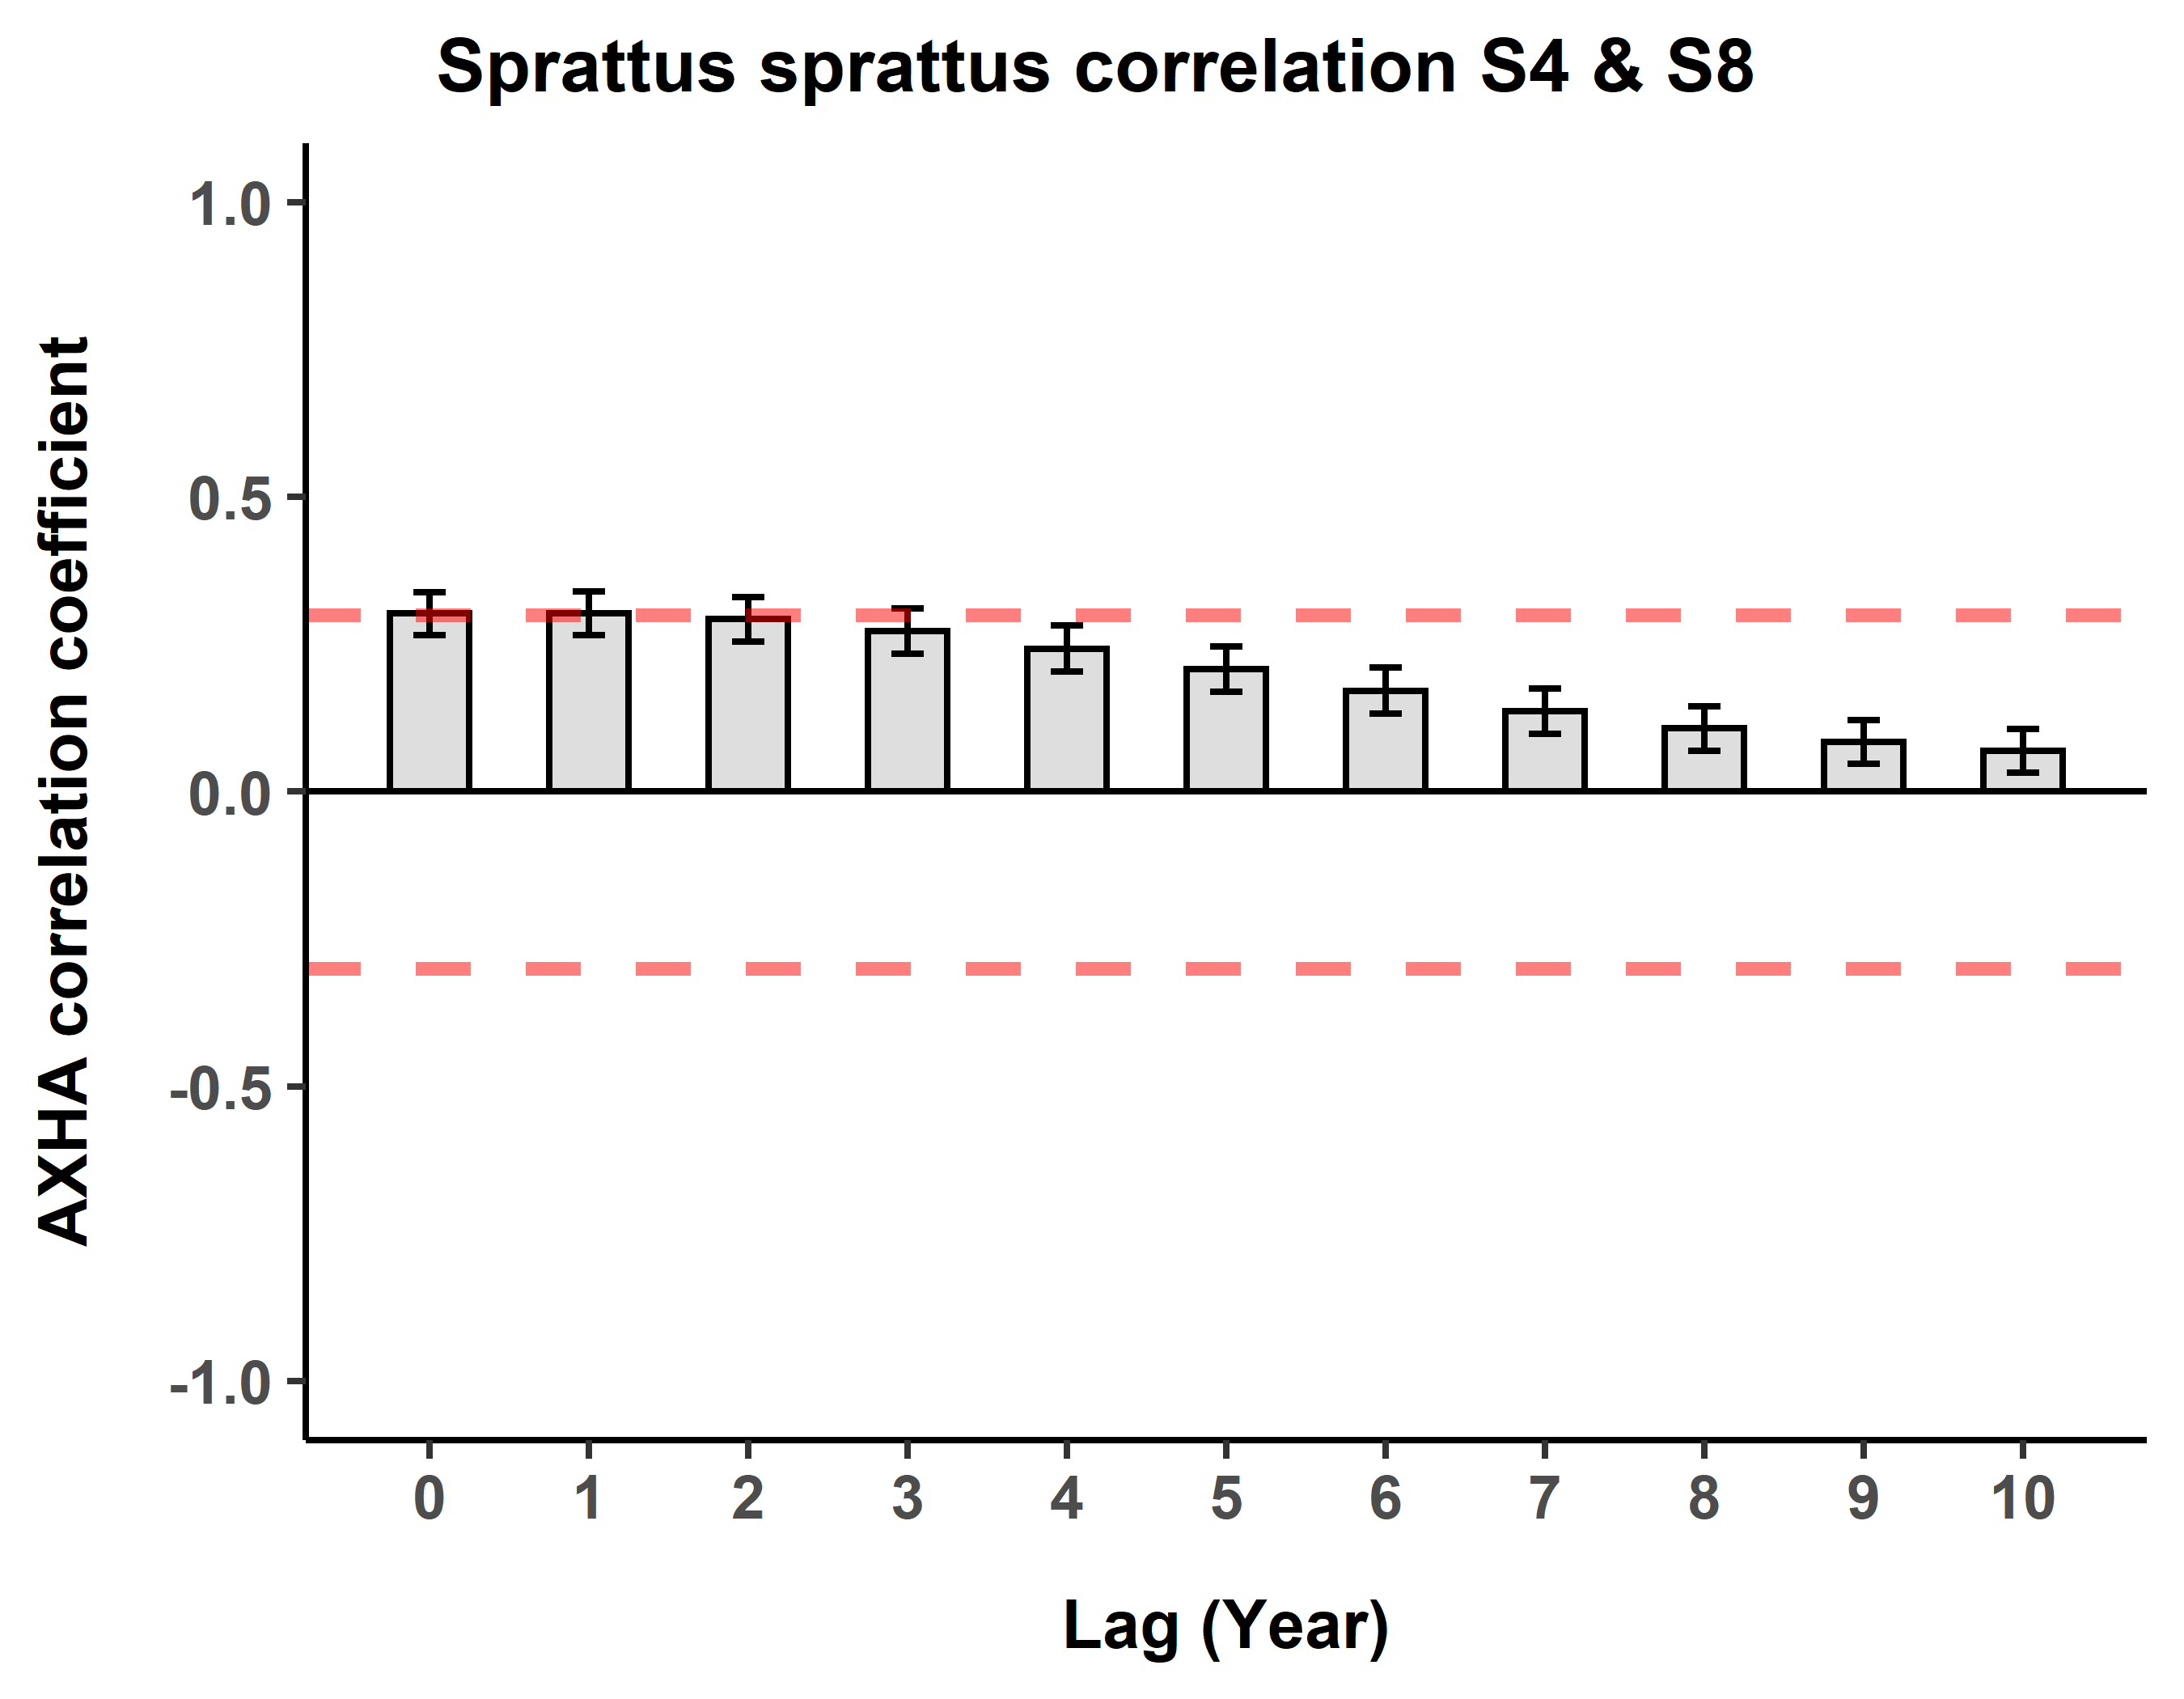 Sprattus sprattus correlation S4 & S8
AXHA correlation coefficient
1.0
0.5
0.0
-0.5
-1.0
0 1 2 3 4 5 6 7 8 9 10
Lag (Year)